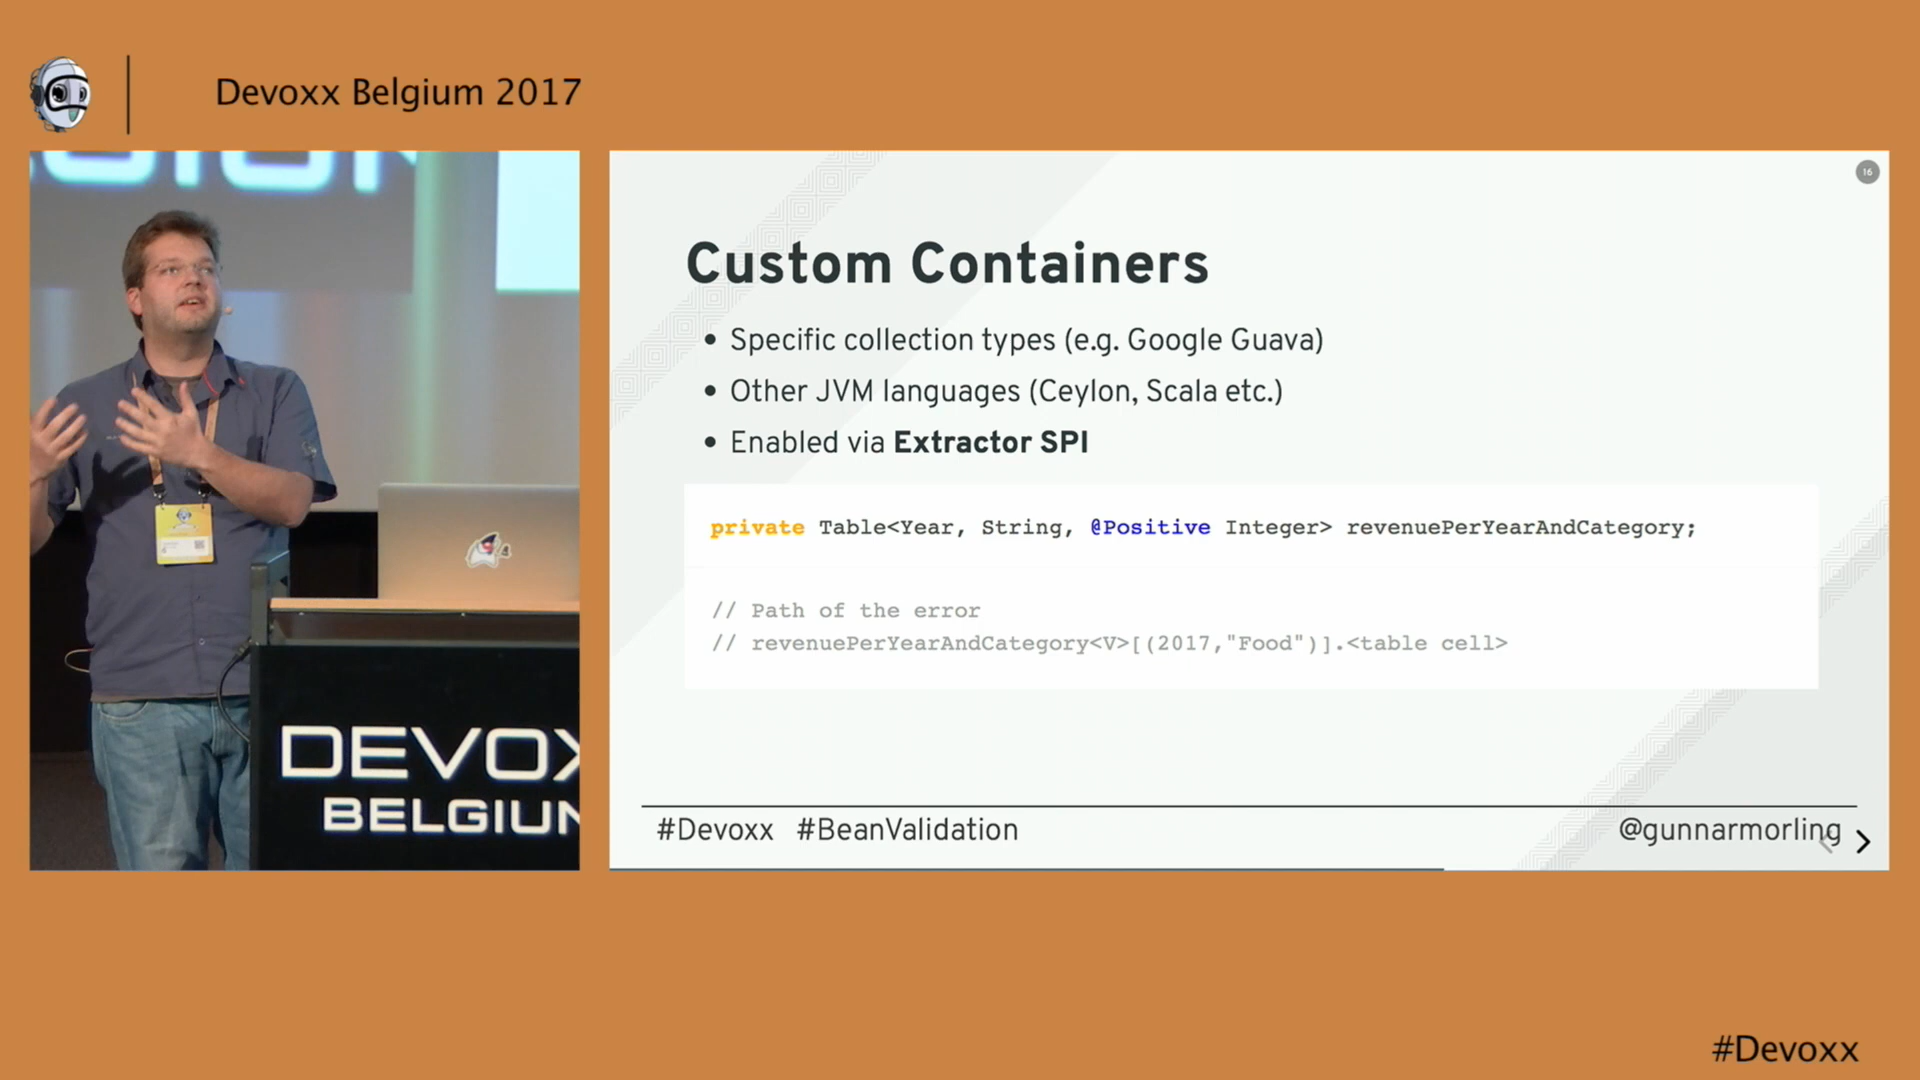 Devoxx Belgium 2017
16
Custom Containers
• Specific collection types (e.g. Google Guava)
• Other JVM languages (Ceylon, Scala etc.)
• Enabled via Extractor SPI
private Table<Year, String, @Positive Integer> revenuePerYearAndCategory;
// Path of the error
// revenuePerYearAndCategory<V>[(2017,"Food")].<table cell>
#Devoxx #BeanValidation
@gunnarmorling
DEVOX
BELGIUM
#Devoxx